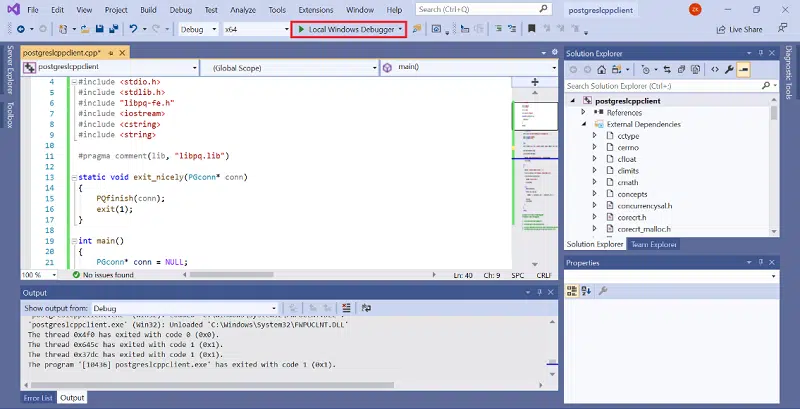 File Edit View Git Project Build Debug Test Analyze Tools Extensions Window Help Search (Ctrl+Q) postgreslcppclient ZK
Debug x64 Local Windows Debugger Live Share
Server Explorer
Toolbox
postgreslcppclient.cpp*
postgreslcppclient (Global Scope) main()
4 #include <stdio.h>
5 #include <stdlib.h>
6 #include "libpq-fe.h"
7 #include <iostream>
8 #include <cstring>
9 #include <string>
10
11 #pragma comment(lib, "libpq.lib")
12
13 static void exit_nicely(PGconn* conn)
14 {
15 PQfinish(conn);
16 exit(1);
17 }
18
19 int main()
20 {
21 PGconn* conn = NULL;
100 % No issues found Ln: 40 Ch: 9 SPC CRLF
Output
Show output from: Debug
'postgreslcppclient.exe' (Win32): Unloaded 'C:\Windows\System32\FWPUCLNT.DLL'
The thread 0x4f0 has exited with code 0 (0x0).
The thread 0x645c has exited with code 1 (0x1).
The thread 0x37dc has exited with code 1 (0x1).
The program '[10436] postgreslcppclient.exe' has exited with code 1 (0x1).
Error List Output
Solution Explorer
Search Solution Explorer (Ctrl+;)
postgreslcppclient
References
External Dependencies
cctype
cerrno
cfloat
climits
cmath
concepts
concurrencysal.h
corecrt.h
corecrt_malloc.h
Solution Explorer Team Explorer
Properties
Diagnostic Tools